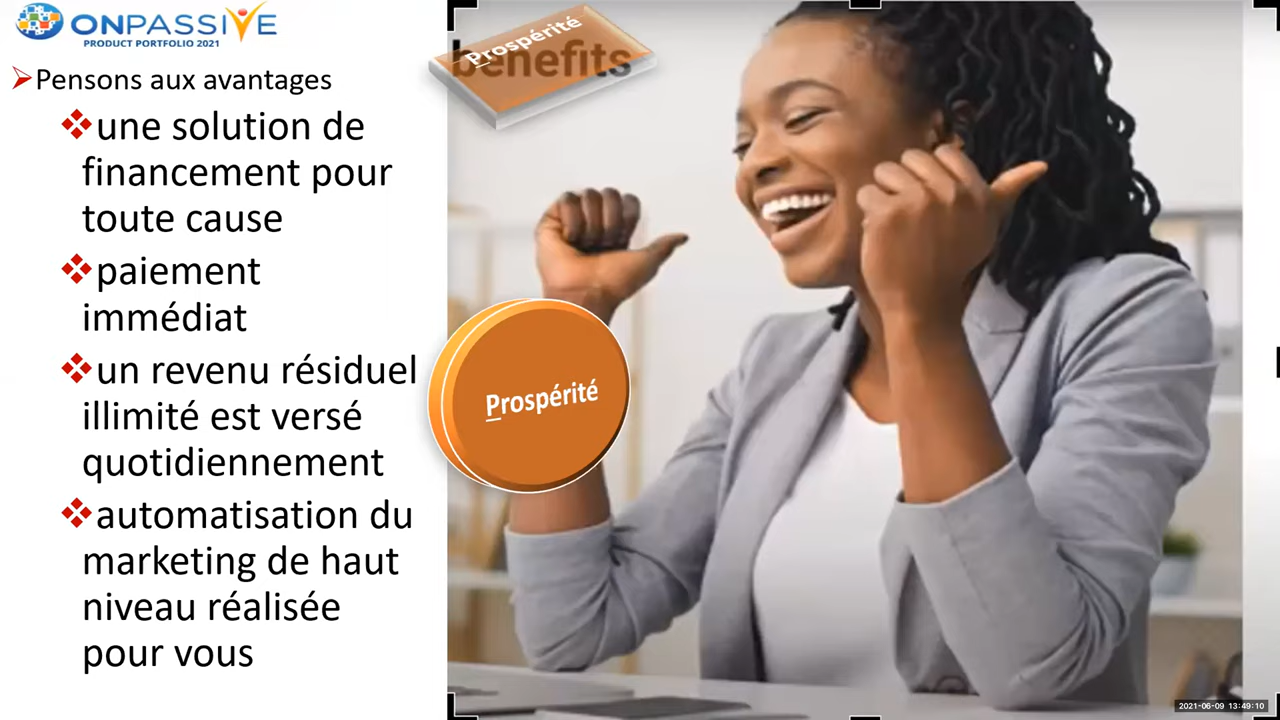 ONPASSIVE
PRODUCT PORTFOLIO 2021
Pensons aux avantages
une solution de
financement pour
toute cause
paiement
immédiat
un revenu résiduel
illimité est versé
quotidiennement
automatisation du
marketing de haut
niveau réalisée
pour vous
Prospérité
benefits
Prospérité
2021-06-09 13:49:10